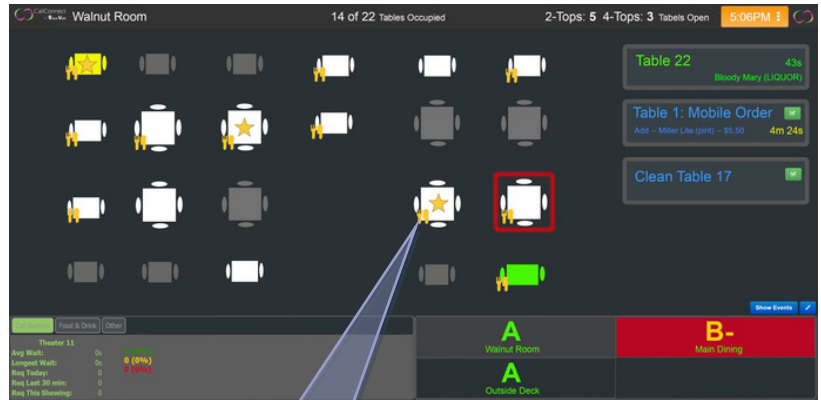 CallConnect
Walnut Room
14 of 22 Tables Occupied
2-Tops: 5 4-Tops: 3 Tabels Open
5:06PM
Table 22
43s
Bloody Mary (LIQUOR)
Table 1: Mobile Order
Add -- Miller Lite (pint) -- $5.50 4m 24s
Clean Table 17
Show Events
Food & Drink Other
Theater 11
Avg Wait: 0s
Longest Wait: 0s 0 (0%)
Req Today: 0 0 (0%)
Req Last 30 min: 0
Req This Showing: 0
A
Walnut Room
B-
Main Dining
A
Outside Deck